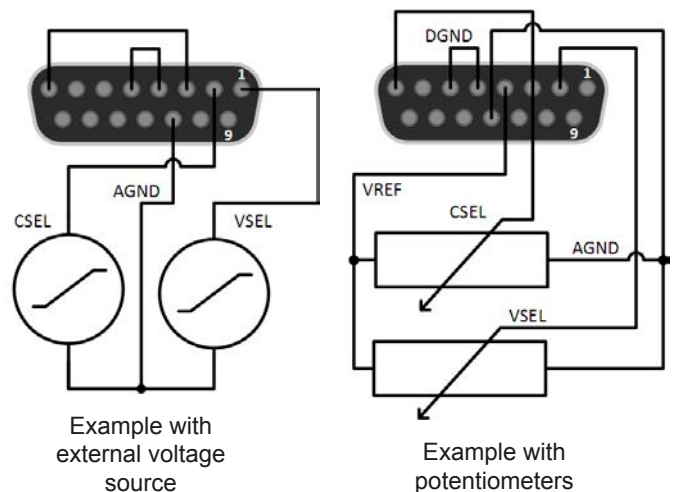 1
9
CSEL
AGND
VSEL
Example with
external voltage
source
DGND
1
9
VREF
CSEL
AGND
VSEL
Example with
potentiometers